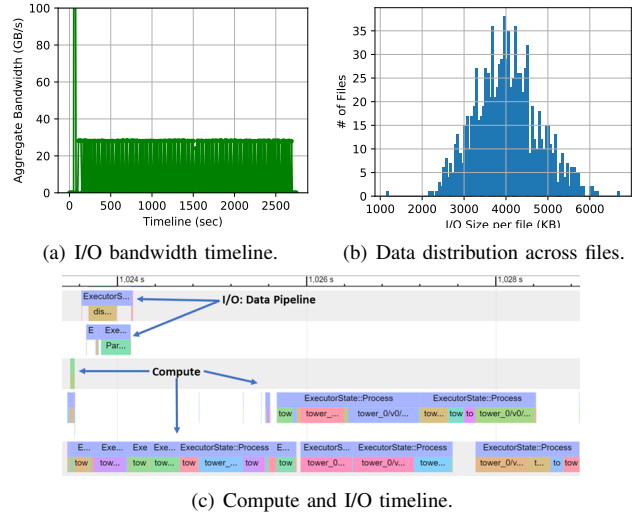 100
80
60
40
20
0
Aggregate Bandwidth (GB/s)
0 500 1000 1500 2000 2500
Timeline (sec)
(a) I/O bandwidth timeline.
35
30
25
20
15
10
5
0
# of Files
1000 2000 3000 4000 5000 6000
I/O Size per file (KB)
(b) Data distribution across files.
1,024 s 1,026 s 1,028 s
ExecutorS...
I/O: Data Pipeline
dis...
E Exe...
Par...
Compute
ExecutorState::Process ExecutorState::Process
tow tower_... tower_0/v0/... tow... tow to tower_0/v0/...
E... Exe... Exe Exe... ExecutorState::Process E... ExecutorS... ExecutorState::Process ExecutorState::Process
tow tow... tow tow... tow tower_... tow tower_0... tower_0/v/... towe... tower_0/v... t... to tow
(c) Compute and I/O timeline.